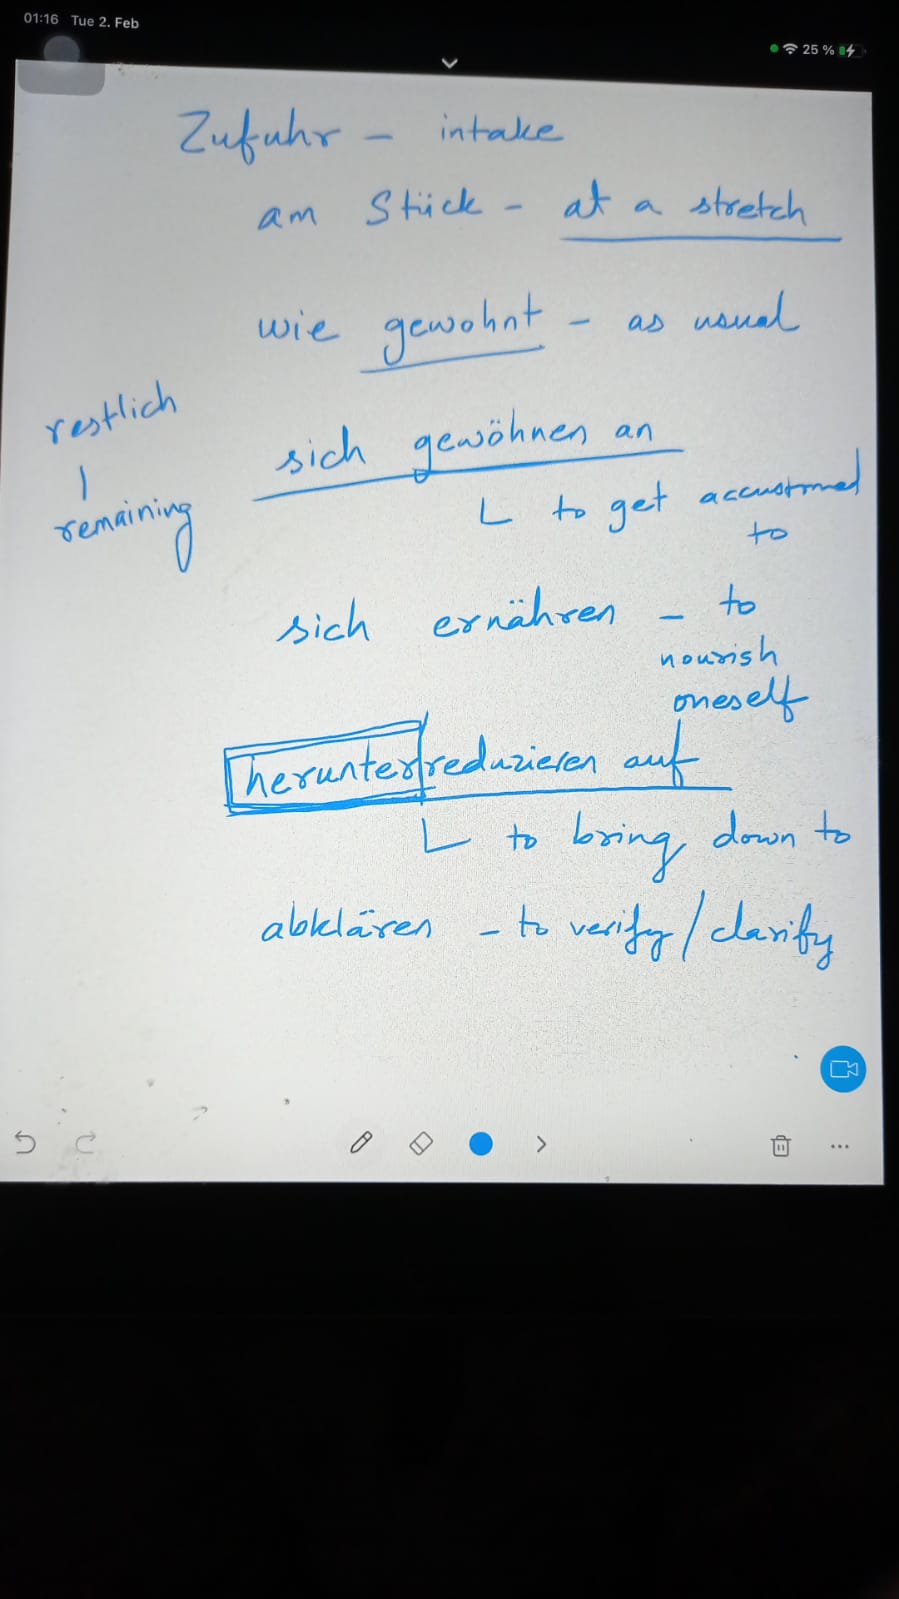 01:16 Tue 2. Feb
25 %
Zufuhr - intake
am Stück - at a stretch
wie gewohnt - as usual
restlich
remaining
sich gewöhnen an
to get accustomed
to
sich ernähren - to
nourish
oneself
herunterreduzieren auf
to bring down to
abklären - to verify/clarify